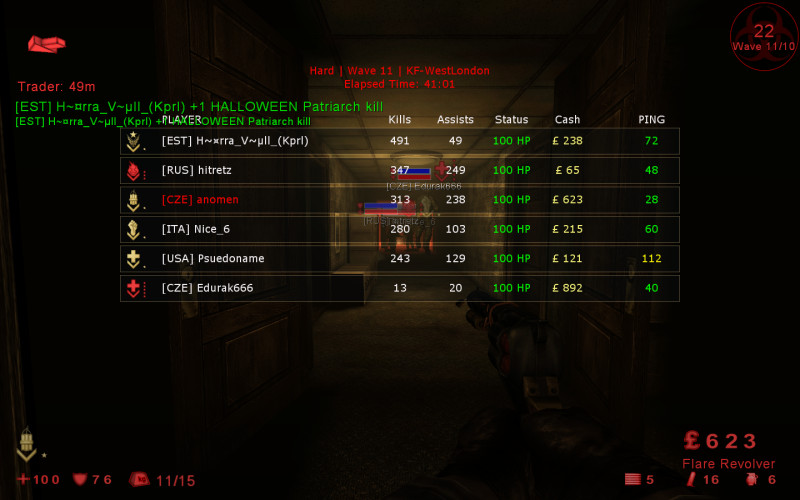 22
Wave 11/10
Hard | Wave 11 | KF-WestLondon
Elapsed Time: 41:01
Trader: 49m
[EST] H~¤rra_V~µll_(Kprl) +1 HALLOWEEN Patriarch kill
[EST] H~¤rra_V~µll_(Kprl) +1 HALLOWEEN Patriarch kill
PLAYER Kills Assists Status Cash PING
[EST] H~¤rra_V~µll_(Kprl) 491 49 100 HP £ 238 72
[RUS] hitretz 347 249 100 HP £ 65 48
[CZE] Edurak666
[CZE] anomen 313 238 100 HP £ 623 28
[RUS] hitretz
[ITA] Nice_6 280 103 100 HP £ 215 60
[USA] Psuedoname 243 129 100 HP £ 121 112
[CZE] Edurak666 13 20 100 HP £ 892 40
£623
Flare Revolver
+100 76 11/15 5 16 6